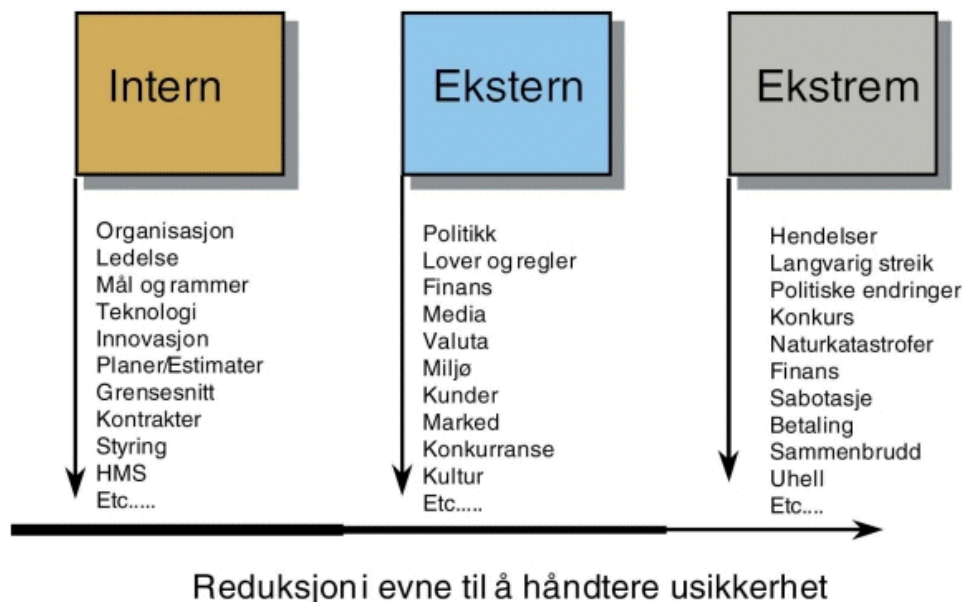 Intern
Organisasjon
Ledelse
Mål og rammer
Teknologi
Innovasjon
Planer/Estimater
Grensesnitt
Kontrakter
Styring
HMS
Etc.....
Ekstern
Politikk
Lover og regler
Finans
Media
Valuta
Miljø
Kunder
Marked
Konkurranse
Kultur
Etc.....
Ekstrem
Hendelser
Langvarig streik
Politiske endringer
Konkurs
Naturkatastrofer
Finans
Sabotasje
Betaling
Sammenbrudd
Uhell
Etc....
Reduksjon i evne til å håndtere usikkerhet